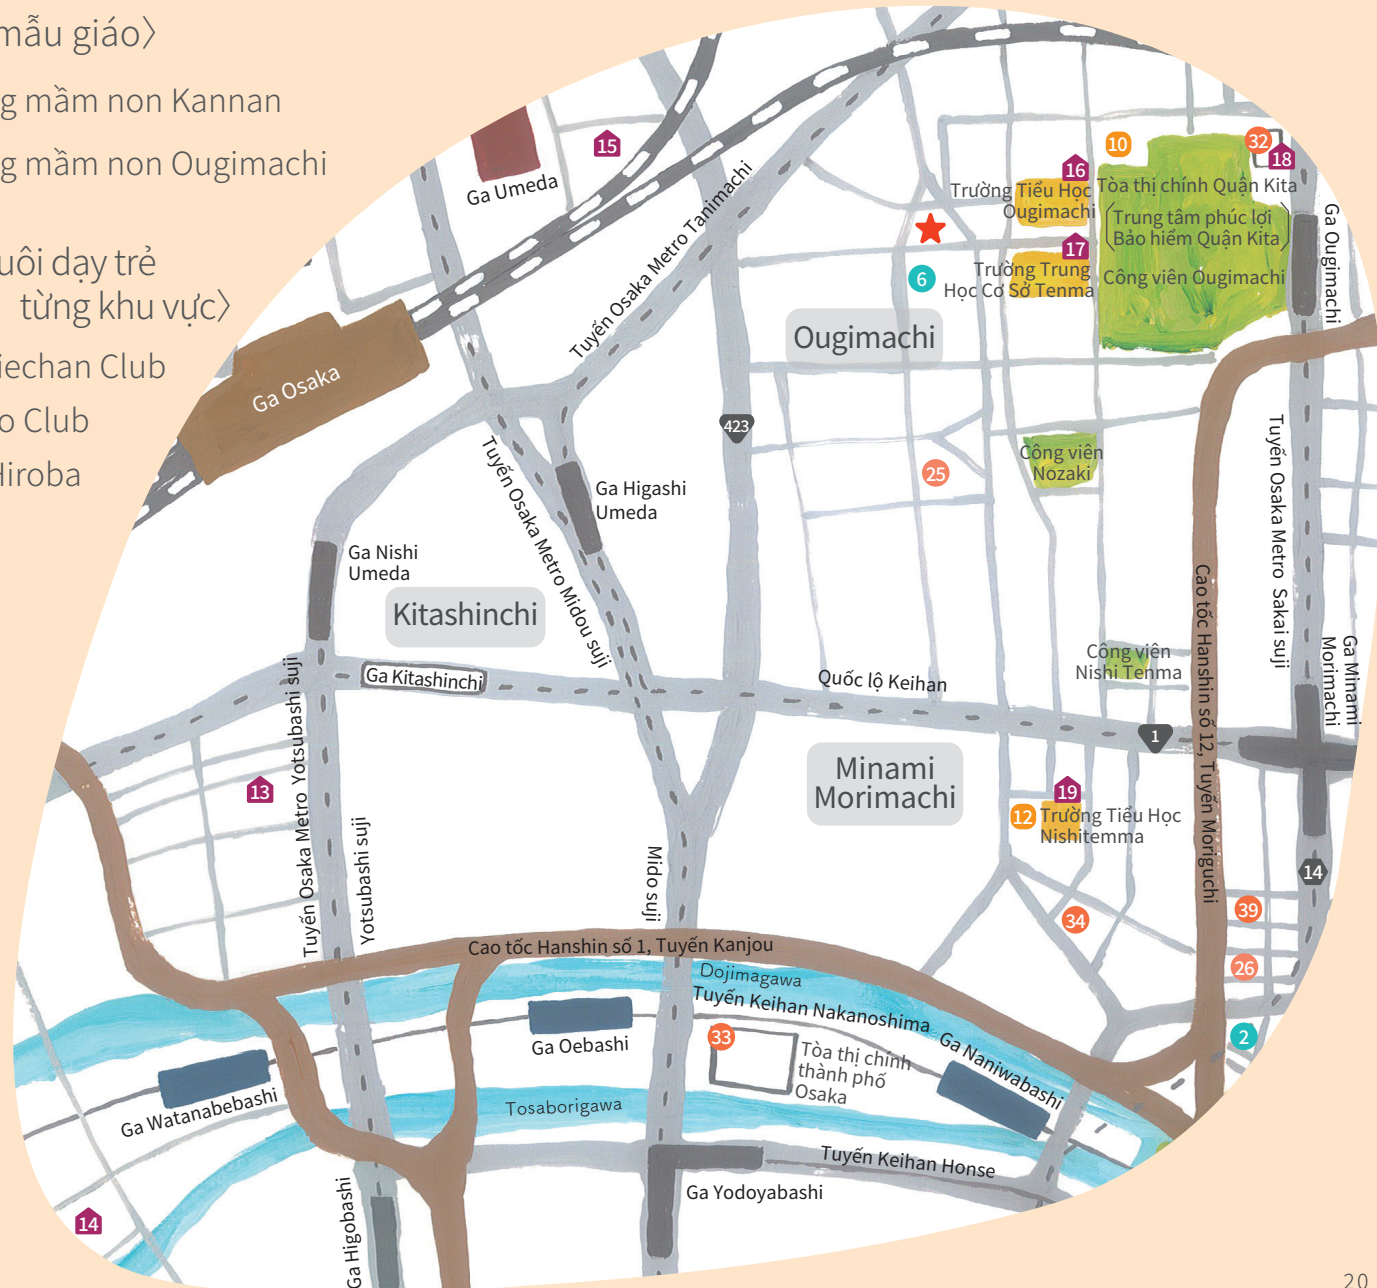 mẫu giáo〉
ng mầm non Kannan
ng mầm non Ougimachi
uôi dạy trẻ
từng khu vực〉
iechan Club
o Club
Hiroba
15
Ga Umeda
Tuyến Osaka Metro Tanimachi
10
32
18
16
Trường Tiểu Học
Ougimachi
Tòa thị chính Quận Kita
(Trung tâm phúc lợi
Bảo hiểm Quận Kita)
17
6
Trường Trung
Học Cơ Sở Tenma
Công viên Ougimachi
Ga Ougimachi
Ougimachi
Ga Osaka
423
25
Công viên
Nozaki
Tuyến Osaka Metro Sakai suji
Tuyến Osaka Metro Midou suji
Ga Higashi
Umeda
Ga Nishi
Umeda
Kitashinchi
Cao tốc Hanshin số 12, Tuyến Moriguchi
Ga Kitashinchi
Quốc lộ Keihan
Công viên
Nishi Tenma
Ga Minami
Morimachi
1
Minami
Morimachi
13
Tuyến Osaka Metro Yotsubashi suji
Yotsubashi suji
Mido suji
19
12
Trường Tiểu Học
Nishitemma
14
34
39
26
Cao tốc Hanshin số 1, Tuyến Kanjou
Dojimagawa
Tuyến Keihan Nakanoshima
Ga Oebashi
33
Tòa thị chính
thành phố
Osaka
Ga Naniwabashi
2
Ga Watanabebashi
Tosaborigawa
Tuyến Keihan Honse
Ga Yodoyabashi
14
Ga Higobashi
20